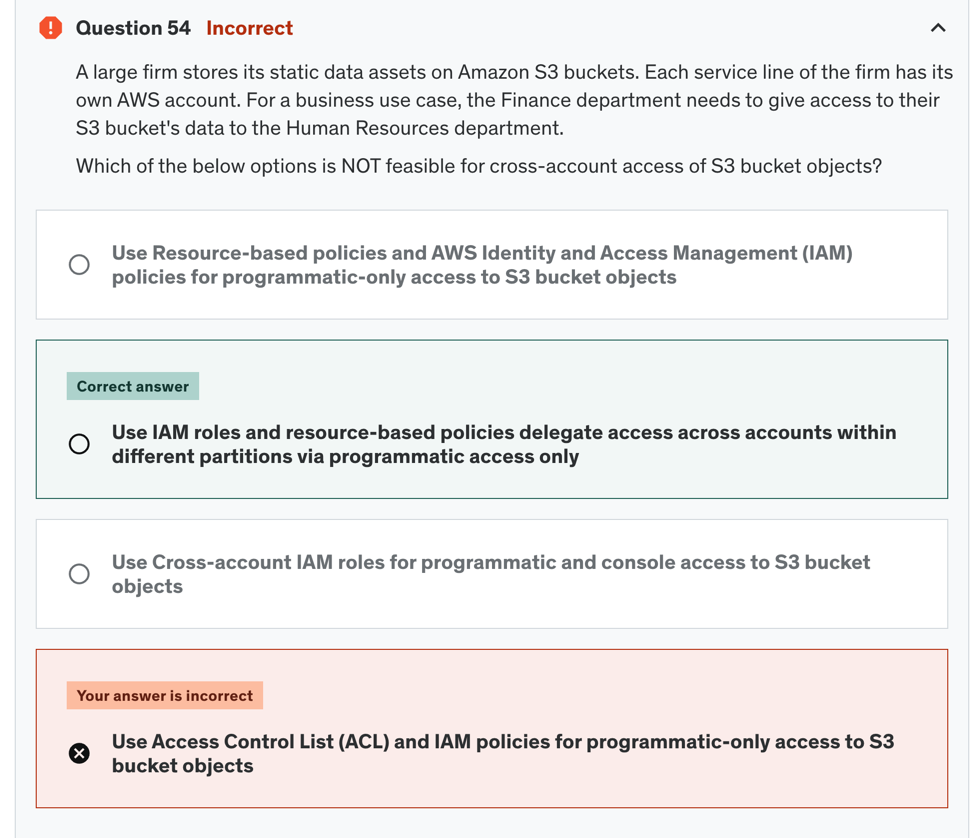 Question 54 Incorrect
A large firm stores its static data assets on Amazon S3 buckets. Each service line of the firm has its
own AWS account. For a business use case, the Finance department needs to give access to their
S3 bucket's data to the Human Resources department.
Which of the below options is NOT feasible for cross-account access of S3 bucket objects?
Use Resource-based policies and AWS Identity and Access Management (IAM)
policies for programmatic-only access to S3 bucket objects
Correct answer
Use IAM roles and resource-based policies delegate access across accounts within
different partitions via programmatic access only
Use Cross-account IAM roles for programmatic and console access to S3 bucket
objects
Your answer is incorrect
Use Access Control List (ACL) and IAM policies for programmatic-only access to S3
bucket objects